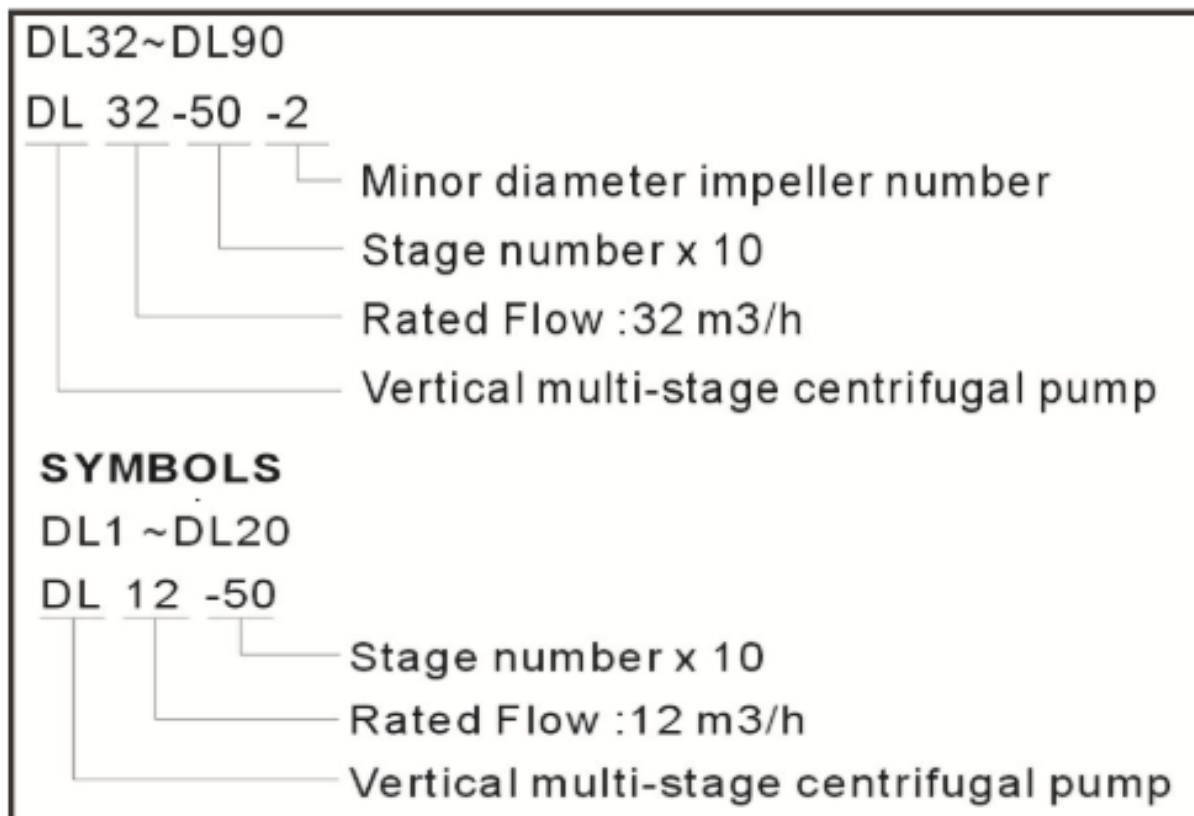 DL32~DL90
DL 32 -50 -2
Minor diameter impeller number
Stage number x 10
Rated Flow :32 m3/h
Vertical multi-stage centrifugal pump
SYMBOLS
DL1 ~DL20
DL 12 -50
Stage number x 10
Rated Flow :12 m3/h
Vertical multi-stage centrifugal pump